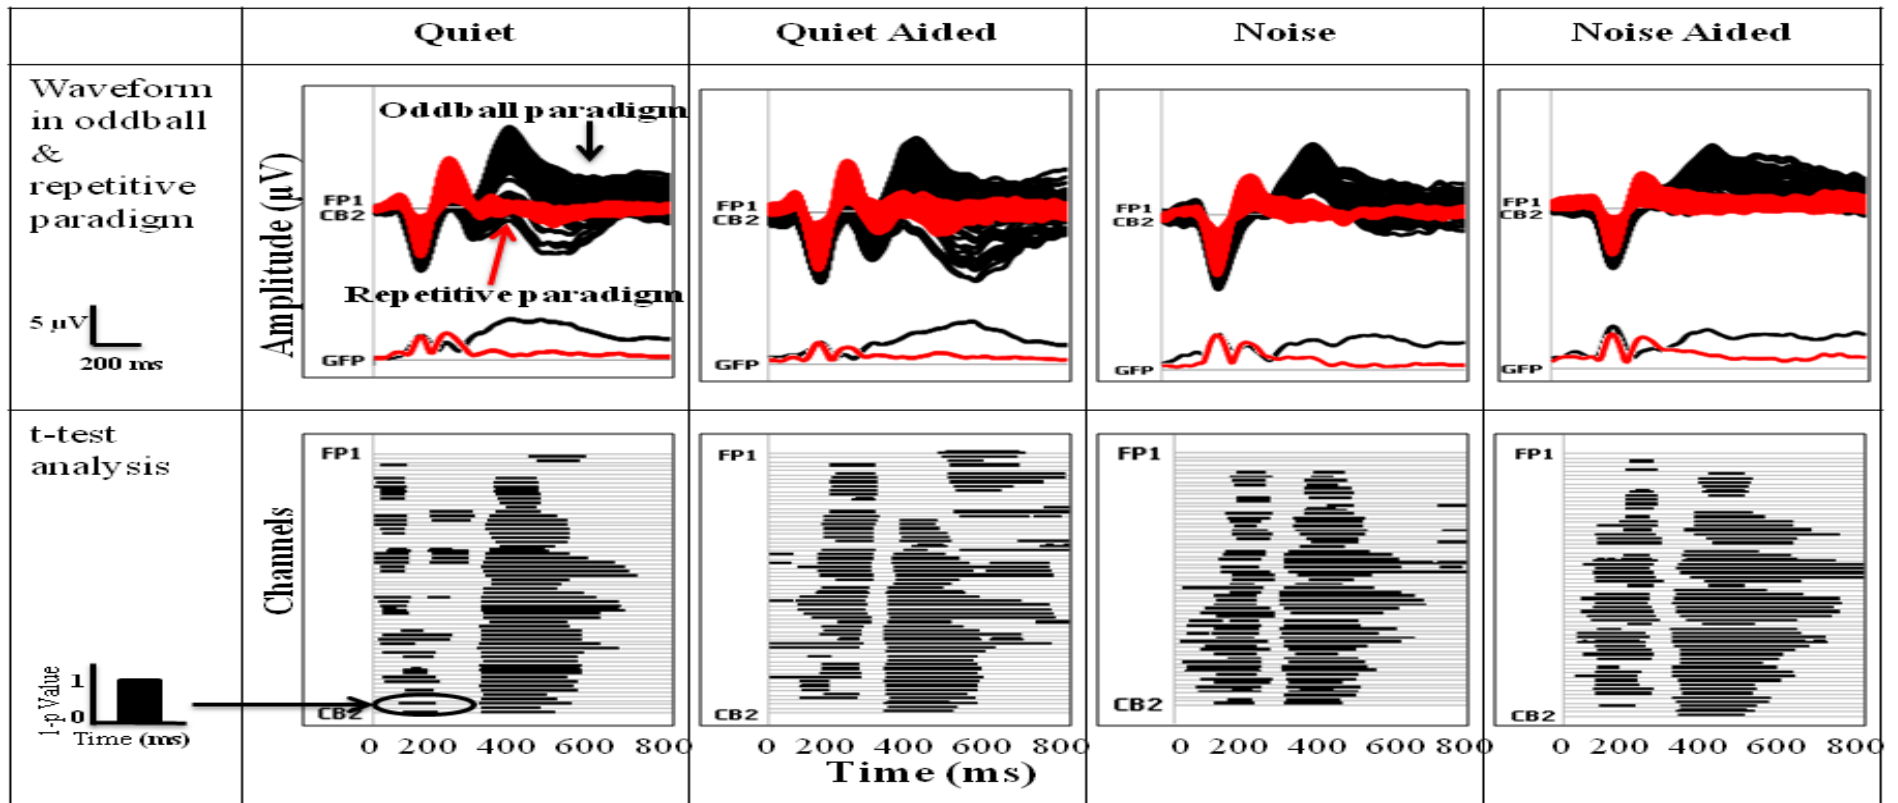 Quiet
Quiet Aided
Noise
Noise Aided
Waveform
in oddball
&
repetitive
paradigm
5 µV
200 ms
Amplitude (µV)
Oddball paradigm
FP1
CB2
Repetitive paradigm
GFP
FP1
CB2
GFP
FP1
CB2
GFP
FP1
CB2
GFP
t-test
analysis
1-p Value
1
0
Time (ms)
Channels
FP1
CB2
0 200 400 600 800
FP1
CB2
0 200 400 600 800
FP1
CB2
0 200 400 600 800
FP1
CB2
0 200 400 600 800
Time (ms)